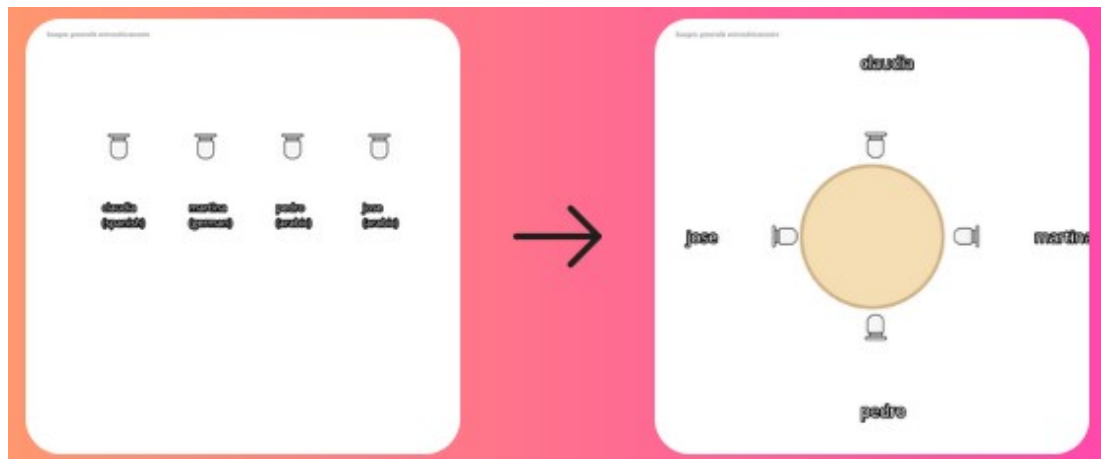 claudia
(spanish)
martina
(german)
pedro
(arabic)
jose
(arabic)
claudia
jose
martina
pedro